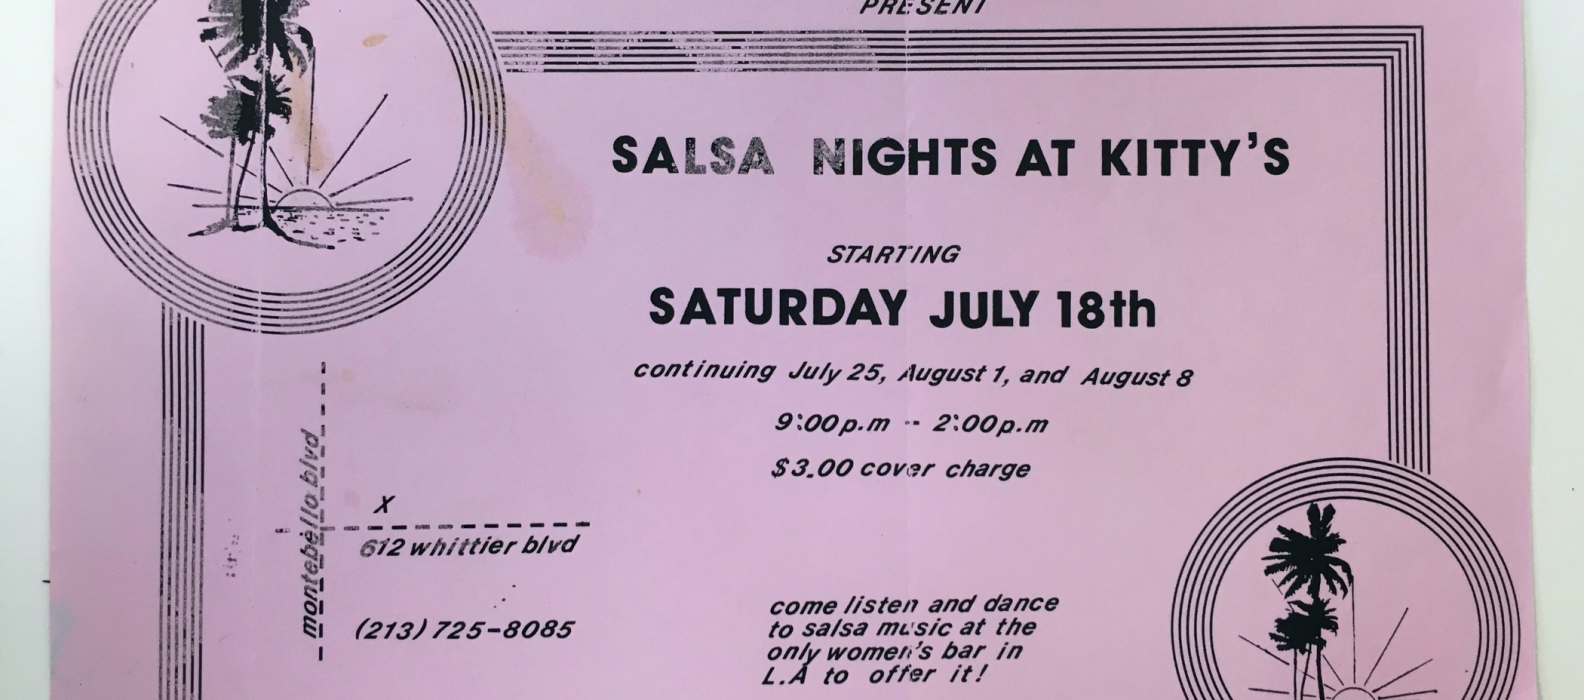 PRESENT
SALSA NIGHTS AT KITTY'S
STARTING
SATURDAY JULY 18th
continuing July 25, August 1, and August 8
9:00p.m -- 2:00p.m
$3.00 cover charge
montebello blvd
X
612 whittier blvd
(213) 725-8085
come listen and dance
to salsa music at the
only women's bar in
L.A to offer it!